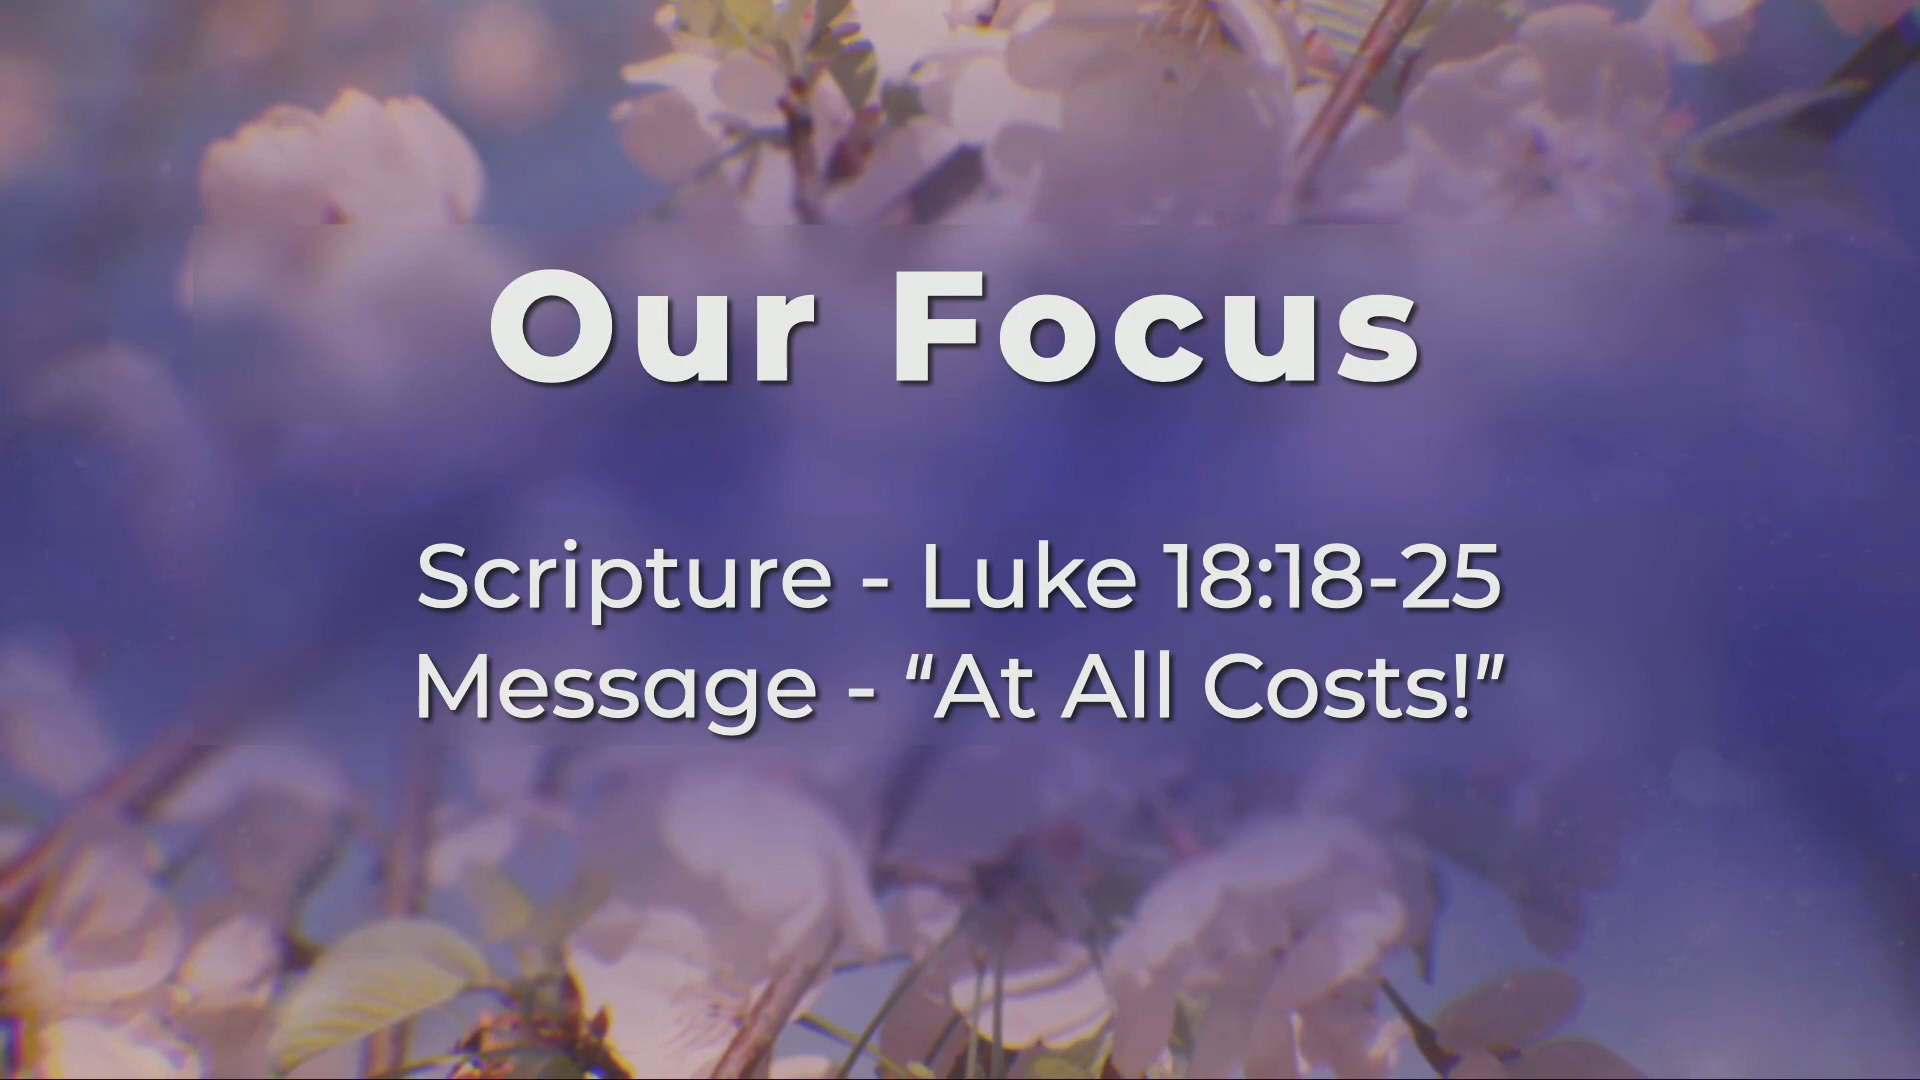 Our Focus
Scripture - Luke 18:18-25
Message - “At All Costs!”